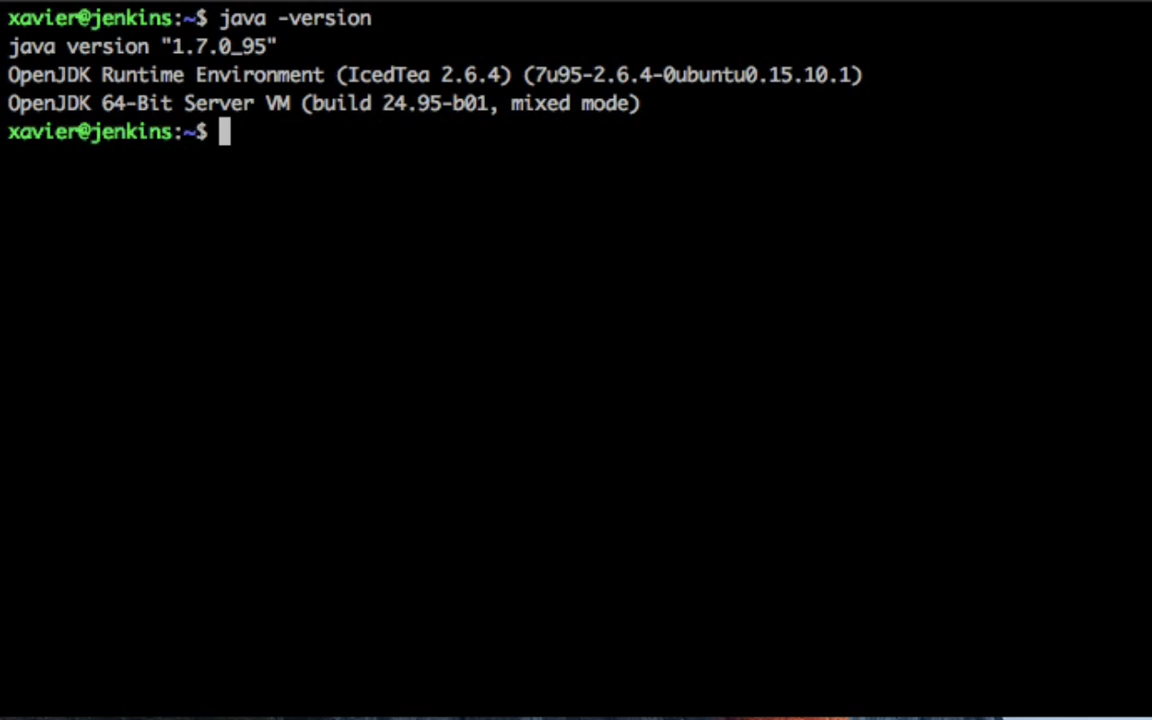 xavier@jenkins:~$ java -version
java version "1.7.0_95"
OpenJDK Runtime Environment (IcedTea 2.6.4) (7u95-2.6.4-0ubuntu0.15.10.1)
OpenJDK 64-Bit Server VM (build 24.95-b01, mixed mode)
xavier@jenkins:~$